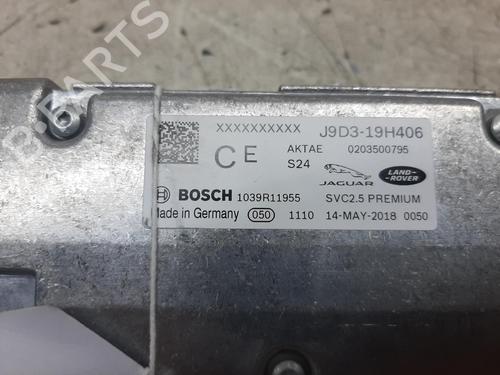 B-PARTS
XXXXXXXXXX J9D3-19H406
CE AKTAE 0203500795
S24 JAGUAR LAND-ROVER
BOSCH 1039R11955 SVC2.5 PREMIUM
Made in Germany 050 1110 14-MAY-2018 0050